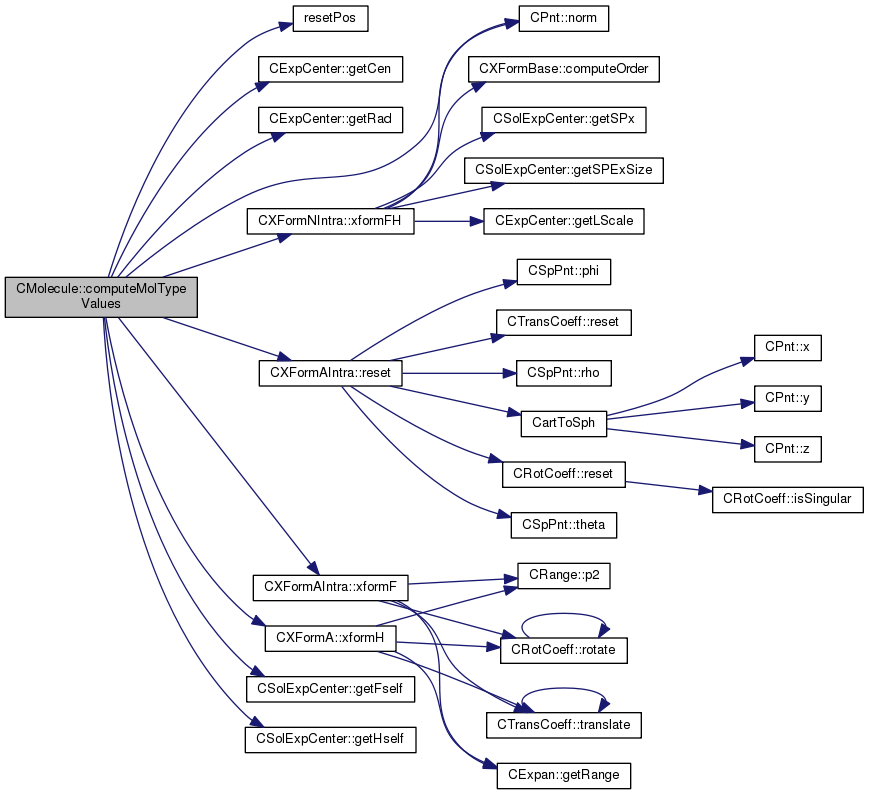 resetPos
CPnt::norm
CExpCenter::getCen
CXFormBase::computeOrder
CExpCenter::getRad
CSolExpCenter::getSPx
CSolExpCenter::getSPExSize
CXFormNIntra::xformFH
CExpCenter::getLScale
CMolecule::computeMolType
Values
CSpPnt::phi
CTransCoeff::reset
CPnt::x
CXFormAIntra::reset
CSpPnt::rho
CPnt::y
CartToSph
CPnt::z
CRotCoeff::reset
CRotCoeff::isSingular
CSpPnt::theta
CRange::p2
CXFormAIntra::xformF
CXFormA::xformH
CRotCoeff::rotate
CSolExpCenter::getFself
CTransCoeff::translate
CSolExpCenter::getHself
CExpan::getRange